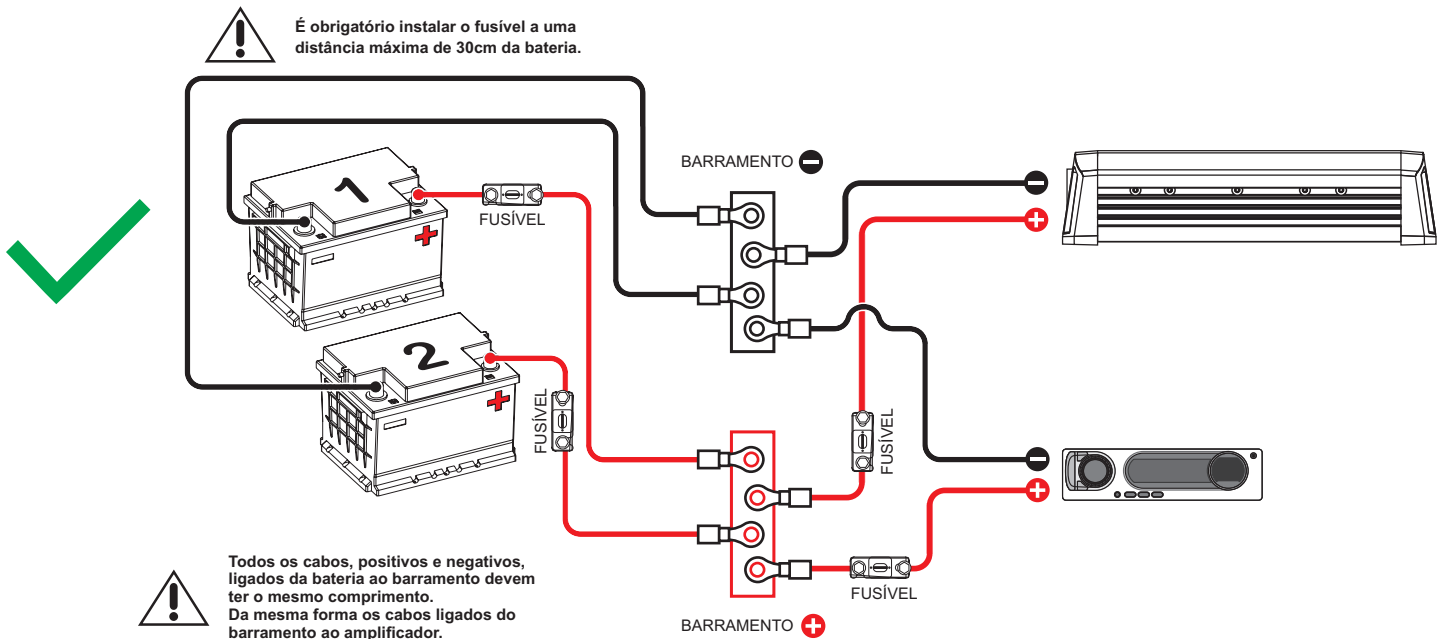 É obrigatório instalar o fusível a uma
distância máxima de 30cm da bateria.
BARRAMENTO
1
FUSÍVEL
2
FUSÍVEL
FUSÍVEL
FUSÍVEL
Todos os cabos, positivos e negativos,
ligados da bateria ao barramento devem
ter o mesmo comprimento.
Da mesma forma os cabos ligados do
barramento ao amplificador.
BARRAMENTO